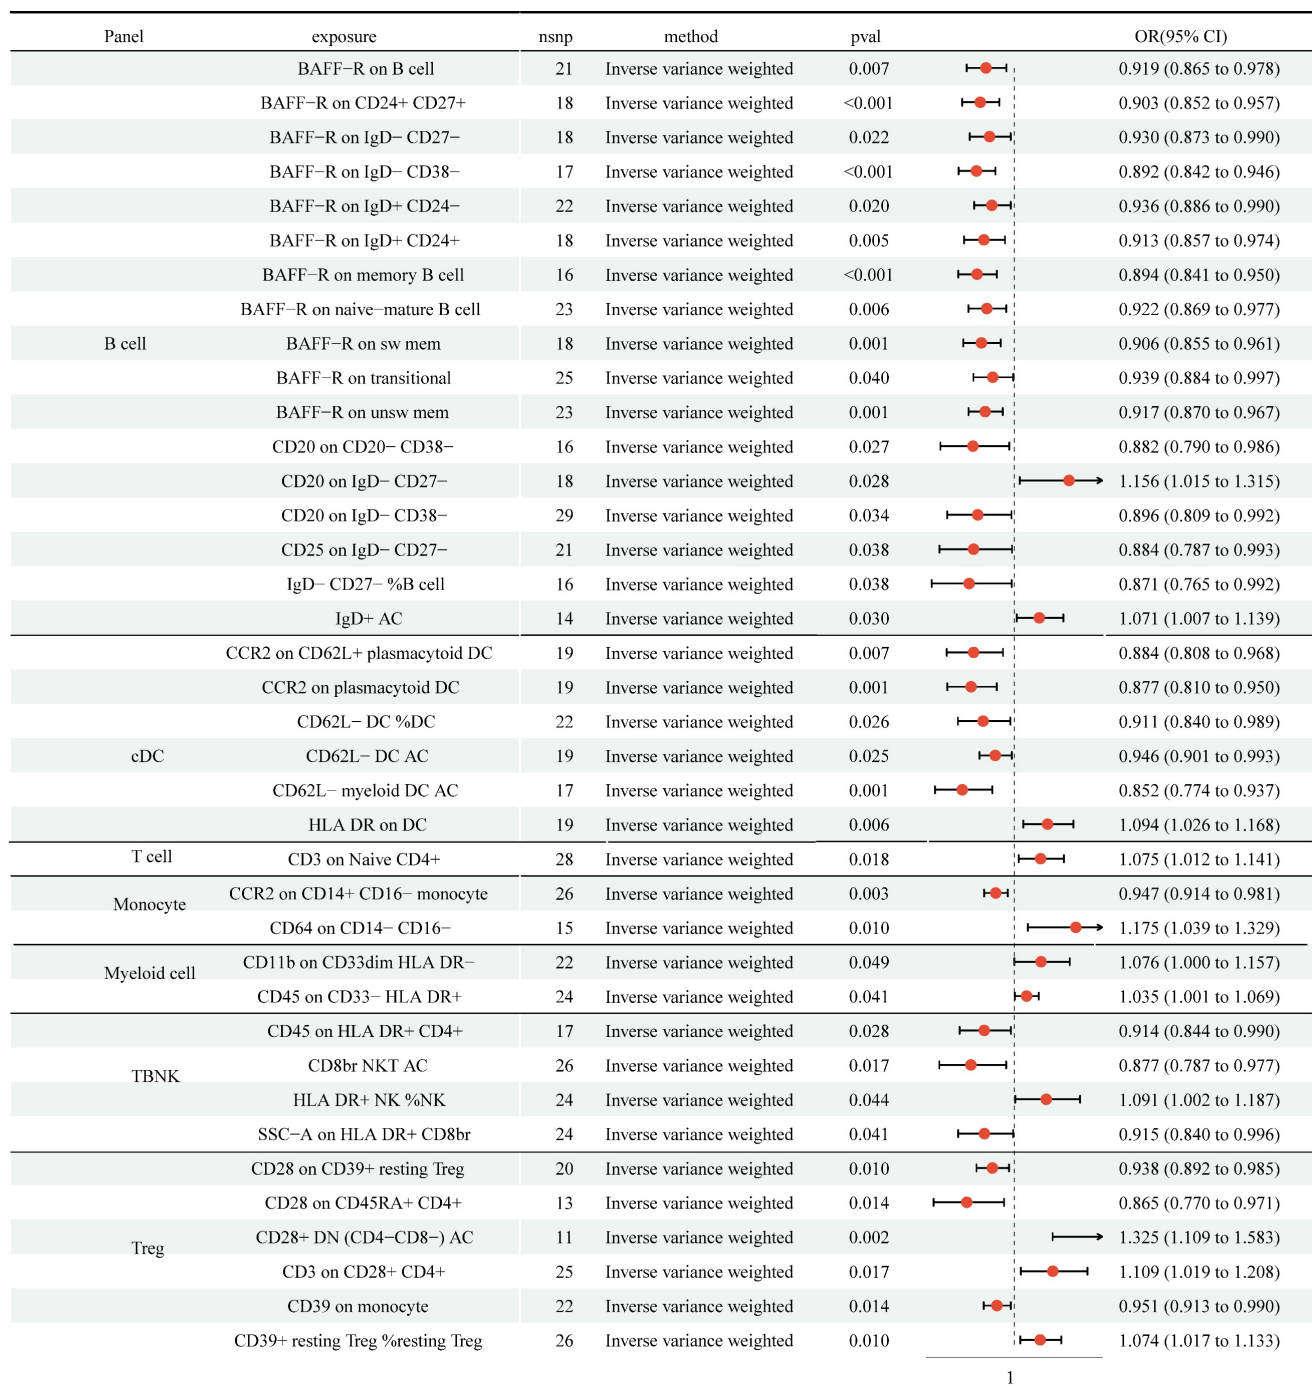 Panel exposure nsnp method pval OR(95% CI)
BAFF−R on B cell 21 Inverse variance weighted 0.007 0.919 (0.865 to 0.978)
BAFF−R on CD24+ CD27+ 18 Inverse variance weighted <0.001 0.903 (0.852 to 0.957)
BAFF−R on IgD− CD27− 18 Inverse variance weighted 0.022 0.930 (0.873 to 0.990)
BAFF−R on IgD− CD38− 17 Inverse variance weighted <0.001 0.892 (0.842 to 0.946)
BAFF−R on IgD+ CD24− 22 Inverse variance weighted 0.020 0.936 (0.886 to 0.990)
BAFF−R on IgD+ CD24+ 18 Inverse variance weighted 0.005 0.913 (0.857 to 0.974)
BAFF−R on memory B cell 16 Inverse variance weighted <0.001 0.894 (0.841 to 0.950)
BAFF−R on naive−mature B cell 23 Inverse variance weighted 0.006 0.922 (0.869 to 0.977)
B cell BAFF−R on sw mem 18 Inverse variance weighted 0.001 0.906 (0.855 to 0.961)
BAFF−R on transitional 25 Inverse variance weighted 0.040 0.939 (0.884 to 0.997)
BAFF−R on unsw mem 23 Inverse variance weighted 0.001 0.917 (0.870 to 0.967)
CD20 on CD20− CD38− 16 Inverse variance weighted 0.027 0.882 (0.790 to 0.986)
CD20 on IgD− CD27− 18 Inverse variance weighted 0.028 1.156 (1.015 to 1.315)
CD20 on IgD− CD38− 29 Inverse variance weighted 0.034 0.896 (0.809 to 0.992)
CD25 on IgD− CD27− 21 Inverse variance weighted 0.038 0.884 (0.787 to 0.993)
IgD− CD27− %B cell 16 Inverse variance weighted 0.038 0.871 (0.765 to 0.992)
IgD+ AC 14 Inverse variance weighted 0.030 1.071 (1.007 to 1.139)
CCR2 on CD62L+ plasmacytoid DC 19 Inverse variance weighted 0.007 0.884 (0.808 to 0.968)
CCR2 on plasmacytoid DC 19 Inverse variance weighted 0.001 0.877 (0.810 to 0.950)
CD62L− DC %DC 22 Inverse variance weighted 0.026 0.911 (0.840 to 0.989)
cDC CD62L− DC AC 19 Inverse variance weighted 0.025 0.946 (0.901 to 0.993)
CD62L− myeloid DC AC 17 Inverse variance weighted 0.001 0.852 (0.774 to 0.937)
HLA DR on DC 19 Inverse variance weighted 0.006 1.094 (1.026 to 1.168)
T cell CD3 on Naive CD4+ 28 Inverse variance weighted 0.018 1.075 (1.012 to 1.141)
Monocyte CCR2 on CD14+ CD16− monocyte 26 Inverse variance weighted 0.003 0.947 (0.914 to 0.981)
CD64 on CD14− CD16− 15 Inverse variance weighted 0.010 1.175 (1.039 to 1.329)
Myeloid cell CD11b on CD33dim HLA DR− 22 Inverse variance weighted 0.049 1.076 (1.000 to 1.157)
CD45 on CD33− HLA DR+ 24 Inverse variance weighted 0.041 1.035 (1.001 to 1.069)
CD45 on HLA DR+ CD4+ 17 Inverse variance weighted 0.028 0.914 (0.844 to 0.990)
TBNK CD8br NKT AC 26 Inverse variance weighted 0.017 0.877 (0.787 to 0.977)
HLA DR+ NK %NK 24 Inverse variance weighted 0.044 1.091 (1.002 to 1.187)
SSC−A on HLA DR+ CD8br 24 Inverse variance weighted 0.041 0.915 (0.840 to 0.996)
CD28 on CD39+ resting Treg 20 Inverse variance weighted 0.010 0.938 (0.892 to 0.985)
CD28 on CD45RA+ CD4+ 13 Inverse variance weighted 0.014 0.865 (0.770 to 0.971)
Treg CD28+ DN (CD4−CD8−) AC 11 Inverse variance weighted 0.002 1.325 (1.109 to 1.583)
CD3 on CD28+ CD4+ 25 Inverse variance weighted 0.017 1.109 (1.019 to 1.208)
CD39 on monocyte 22 Inverse variance weighted 0.014 0.951 (0.913 to 0.990)
CD39+ resting Treg %resting Treg 26 Inverse variance weighted 0.010 1.074 (1.017 to 1.133)
1